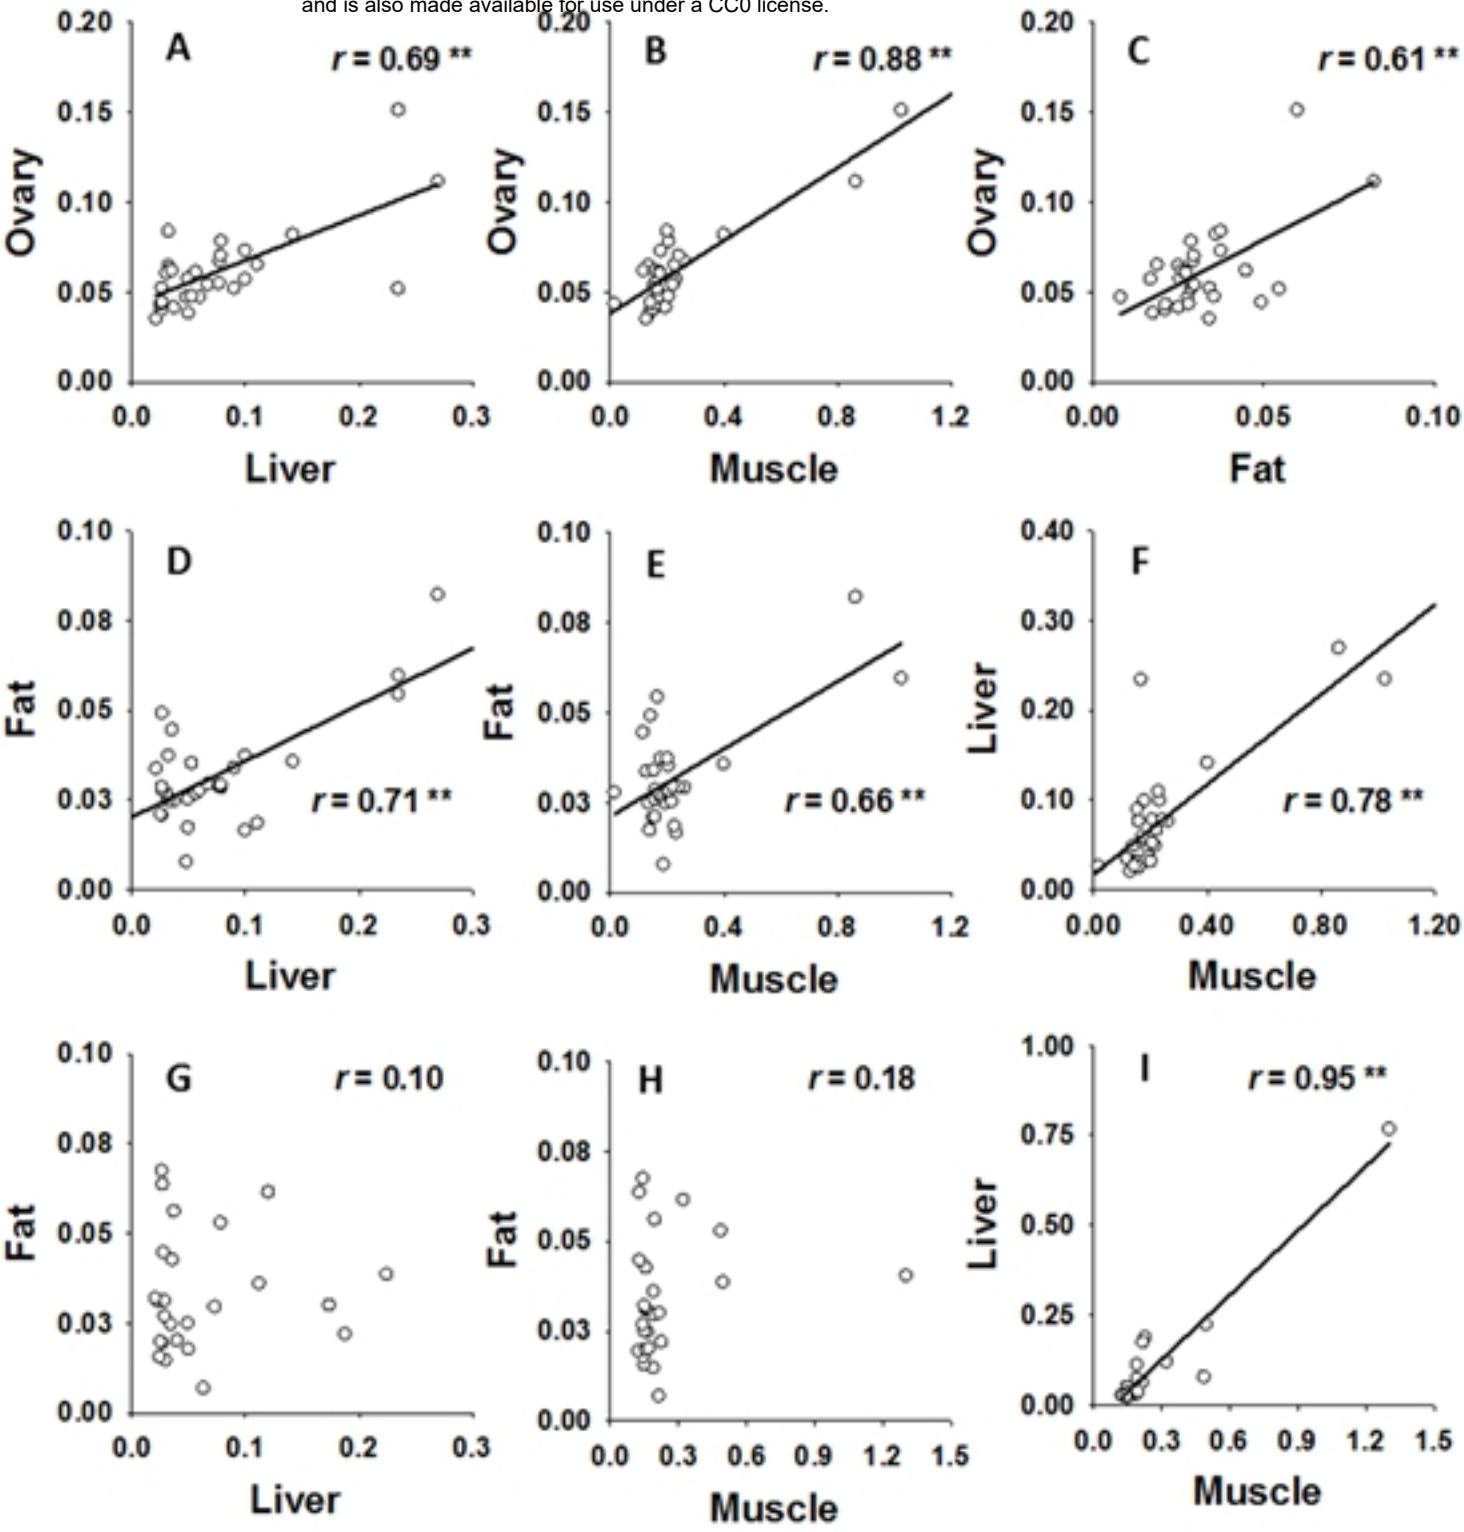 and is also made available for use under a CC0 license.
A
r = 0.69 **
0.20
0.15
0.10
0.05
0.00
Ovary
0.0 0.1 0.2 0.3
Liver
B
r = 0.88 **
0.20
0.15
0.10
0.05
0.00
Ovary
0.0 0.4 0.8 1.2
Muscle
C
r = 0.61 **
0.20
0.15
0.10
0.05
0.00
Ovary
0.00 0.05 0.10
Fat
D
0.10
0.08
0.05
0.03
0.00
Fat
r = 0.71 **
0.0 0.1 0.2 0.3
Liver
E
0.10
0.08
0.05
0.03
0.00
Fat
r = 0.66 **
0.0 0.4 0.8 1.2
Muscle
F
0.40
0.30
0.20
0.10
0.00
Liver
r = 0.78 **
0.00 0.40 0.80 1.20
Muscle
G
r = 0.10
0.10
0.08
0.05
0.03
0.00
Fat
0.0 0.1 0.2 0.3
Liver
H
r = 0.18
0.10
0.08
0.05
0.03
0.00
Fat
0.0 0.3 0.6 0.9 1.2 1.5
Muscle
I
r = 0.95 **
1.00
0.75
0.50
0.25
0.00
Liver
0.0 0.3 0.6 0.9 1.2 1.5
Muscle